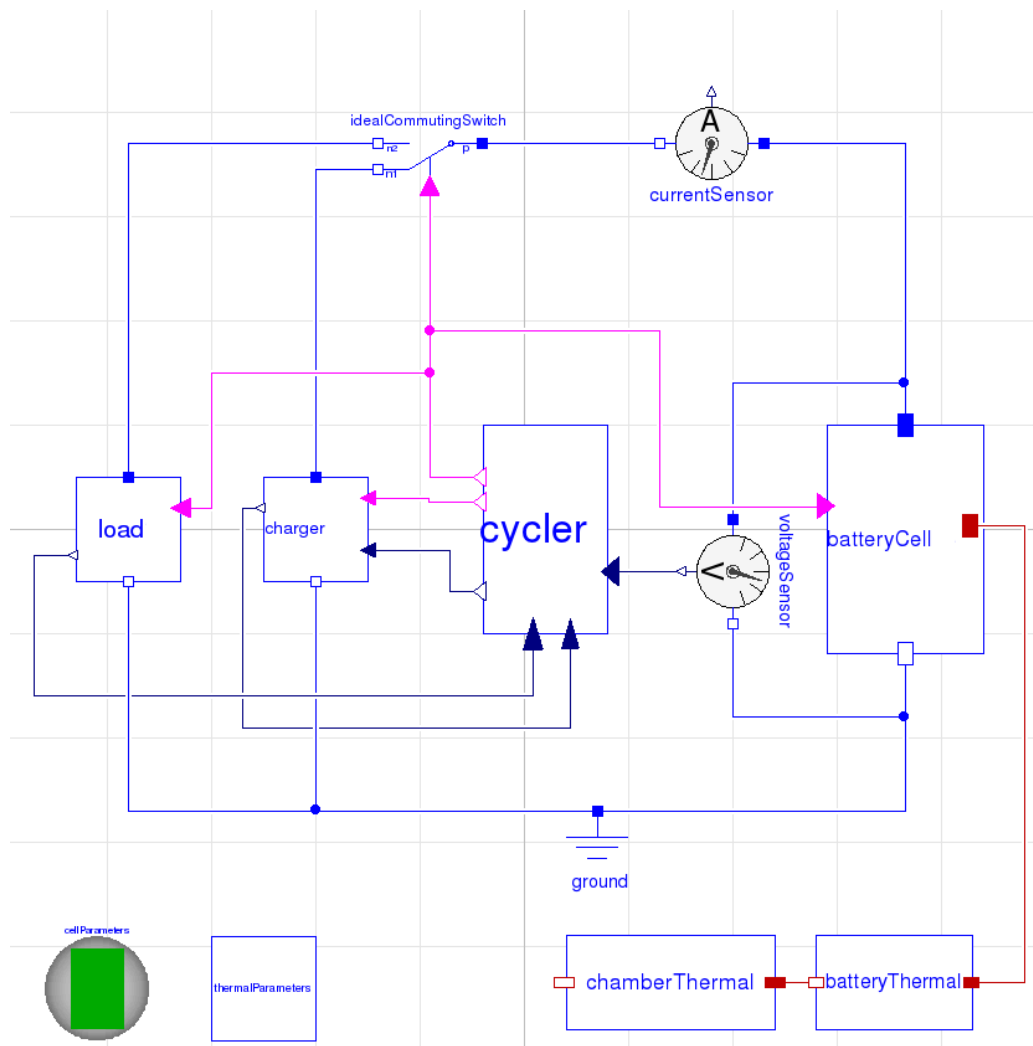 idealCommutingSwitch
A
n2
p
n1
currentSensor
load
charger
cycler
V
voltageSensor
batteryCell
ground
cellParameters
thermalParameters
chamberThermal
batteryThermal